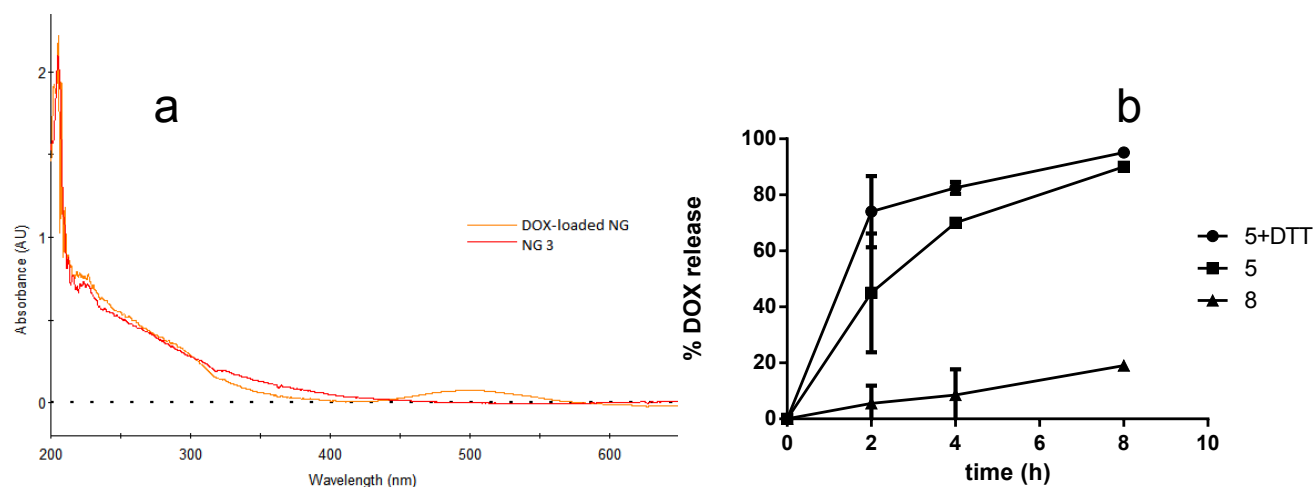 a
2
1
0
Absorbance (AU)
200
300
400
500
600
Wavelength (nm)
DOX-loaded NG
NG 3
b
100
80
60
40
20
0
% DOX release
0
2
4
6
8
10
time (h)
5+DTT
5
8